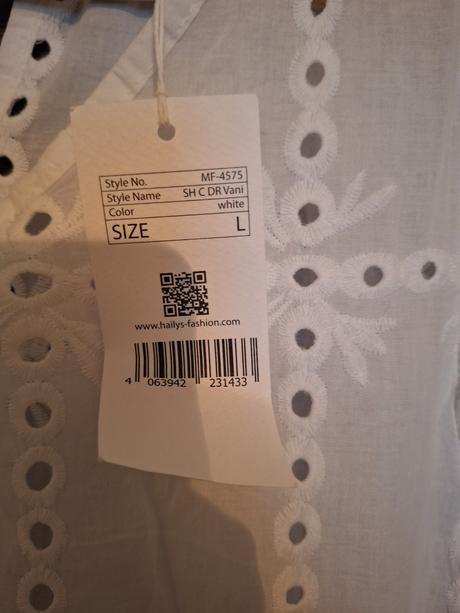 Style No. MF-4575
Style Name SH C DR Vani
Color white
SIZE L
www.hailys-fashion.com
4 063942 231433